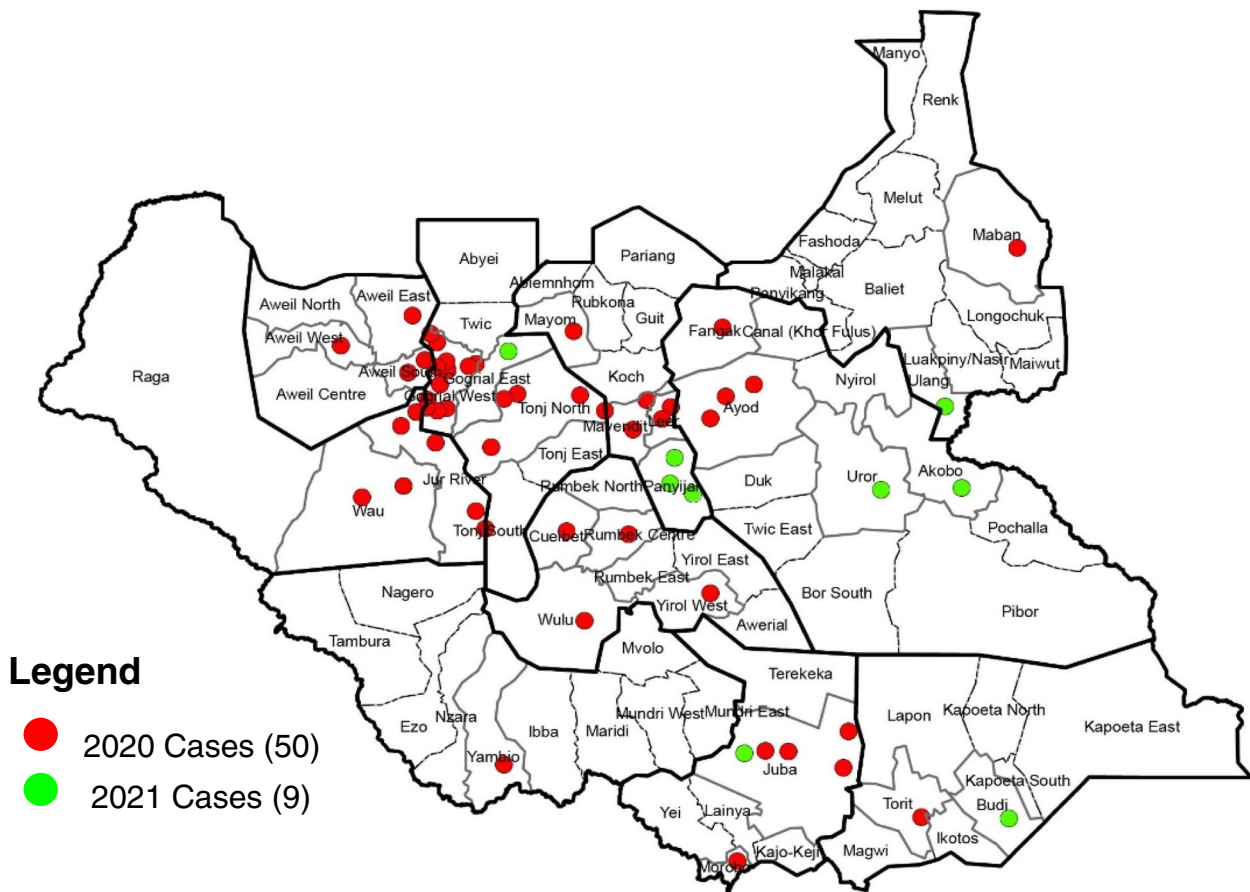 Manyo
Renk
Melut
Maban
Fashoda
Malakal
Panyikang
Baliet
Longochuk
Luakpiny/Nasir
Maiwut
Ulang
Abyei
Pariang
Abiemnhom
Rubkona
Mayom
Guit
Fangak
Canal (Khor Fulus)
Aweil North
Aweil East
Twic
Aweil West
Raga
Aweil South
Gogrial East
Koch
Nyirol
Aweil Centre
Gogrial West
Tonj North
Mayendit
Leer
Ayod
Tonj East
Jur River
Rumbek North
Panyijar
Duk
Uror
Akobo
Wau
Tonj South
Cueibet
Rumbek Centre
Twic East
Pochalla
Yirol East
Rumbek East
Bor South
Nagero
Yirol West
Pibor
Wulu
Awerial
Tambura
Mvolo
Terekeka
Legend
Nzara
Mundri West
Mundri East
Lapon
Kapoeta North
Kapoeta East
Ezo
Ibba
Maridi
2020 Cases (50)
Yambio
Juba
Kapoeta South
2021 Cases (9)
Yei
Lainya
Torit
Budi
Ikotos
Morobo
Kajo-Keji
Magwi